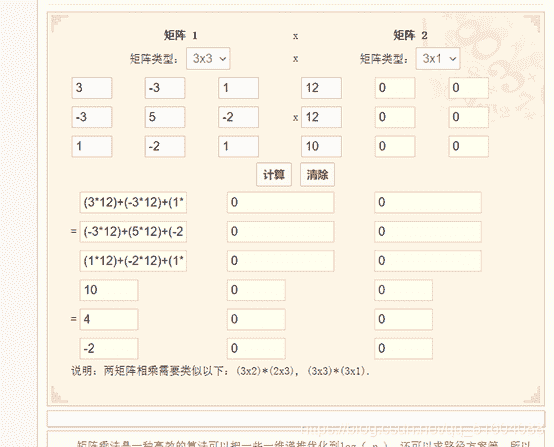 矩阵 1 x 矩阵 2
矩阵类型: 3x3 x 矩阵类型: 3x1
3 -3 1 12 0 0
-3 5 -2 x 12 0 0
1 -2 1 10 0 0
计算 清除
(3*12)+(-3*12)+(1* 0 0
= (-3*12)+(5*12)+(-2 0 0
(1*12)+(-2*12)+(1* 0 0
10 0 0
= 4 0 0
-2 0 0
说明: 两矩阵相乘需要类似以下: (3x2)*(2x3), (3x3)*(3x1).
矩阵乘法是一种高效的算法可以把一些一维递推优化到log( n ), 还可以求路径方案等, 所以